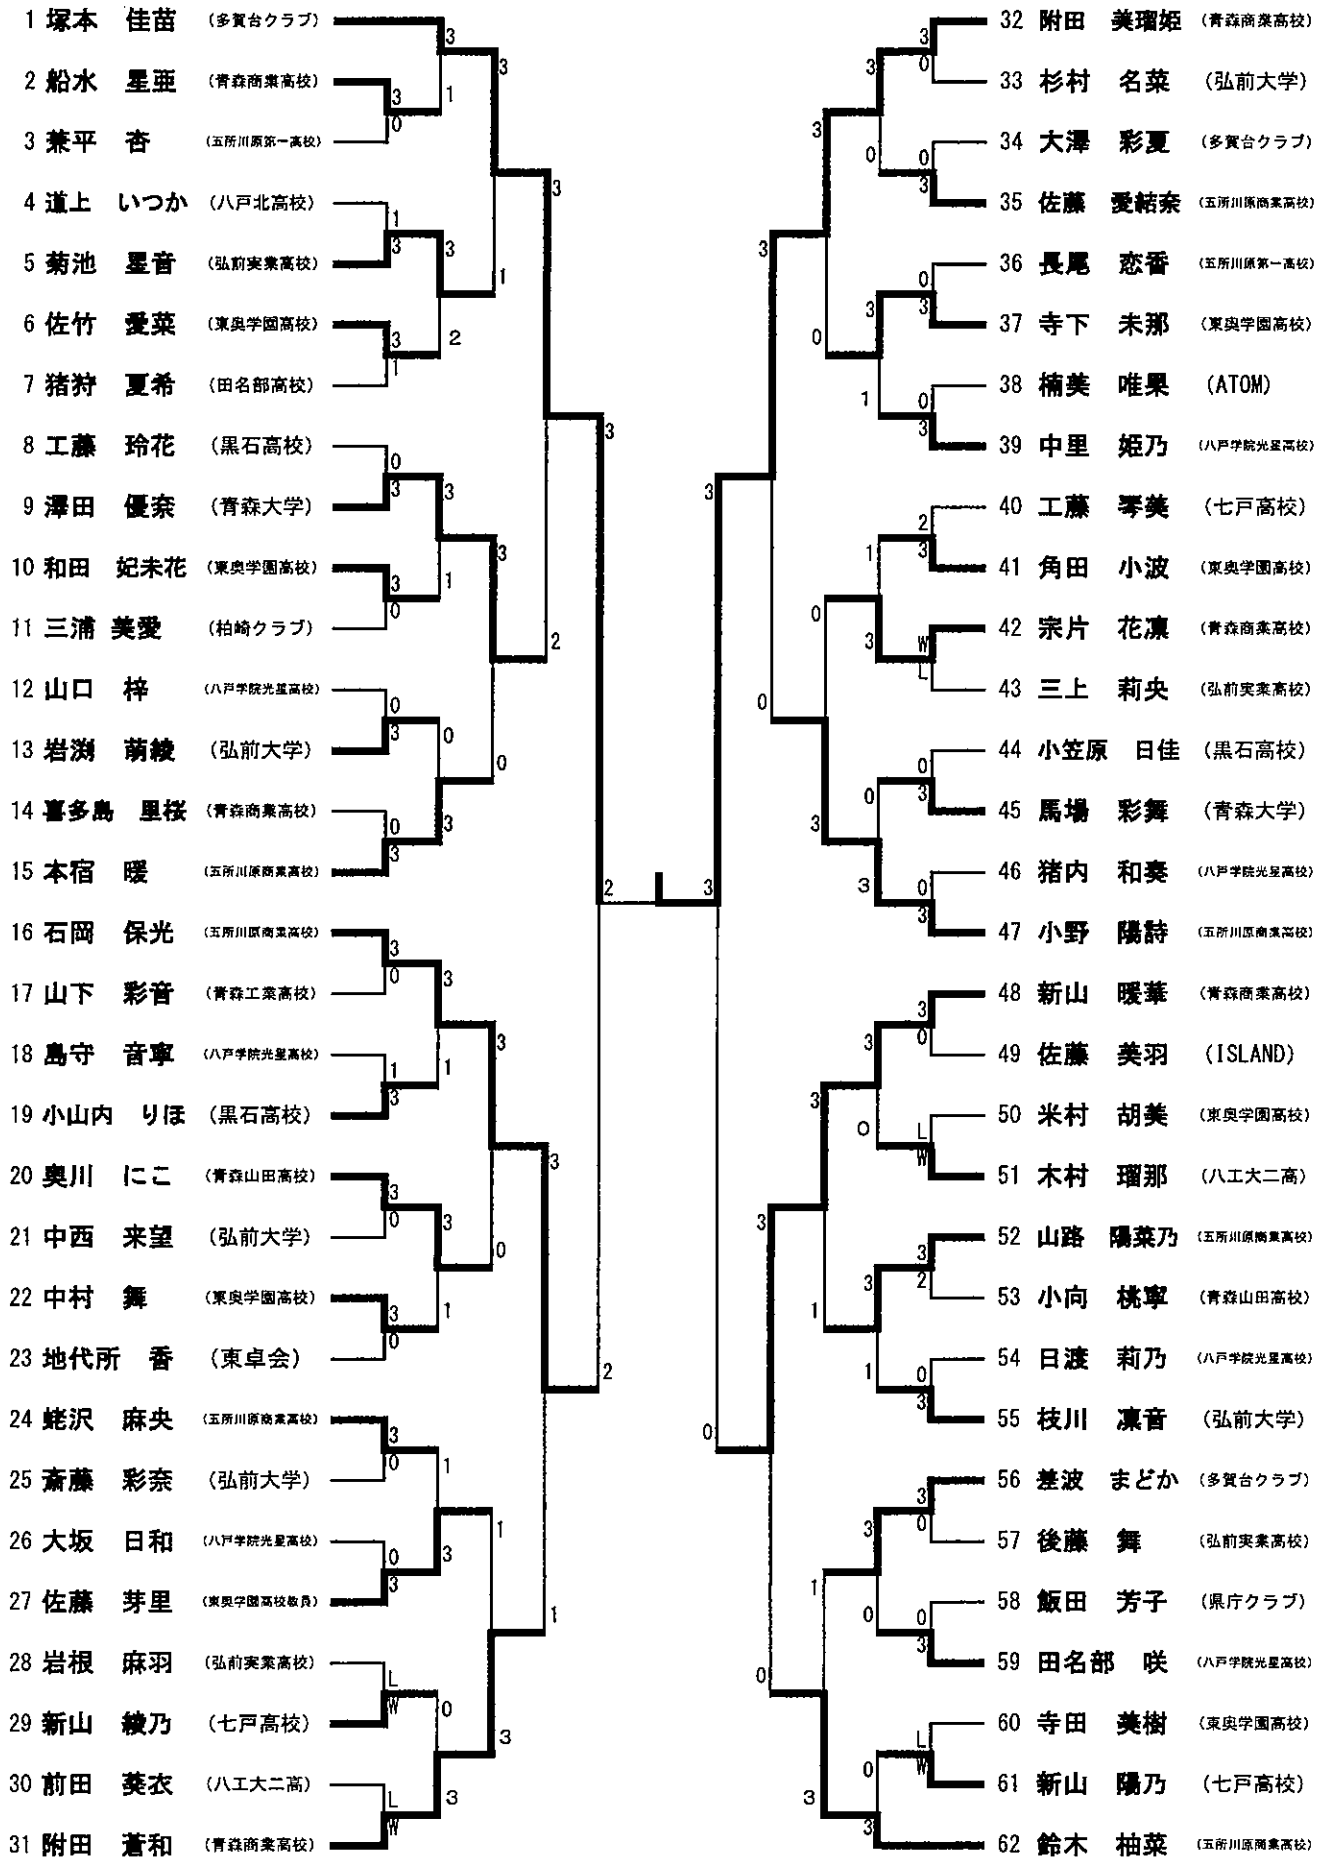 1 塚本 佳苗 (多賀台クラブ)
2 船水 星亜 (青森商業高校)
3 兼平 杏 (五所川原第一高校)
4 道上 いつか (八戸北高校)
5 菊池 星音 (弘前実業高校)
6 佐竹 愛菜 (東奥学園高校)
7 猪狩 夏希 (田名部高校)
8 工藤 玲花 (黒石高校)
9 澤田 優奈 (青森大学)
10 和田 妃未花 (東奥学園高校)
11 三浦 美愛 (柏崎クラブ)
12 山口 梓 (八戸学院光星高校)
13 岩渕 萌綾 (弘前大学)
14 喜多島 里桜 (青森商業高校)
15 本宿 暖 (五所川原商業高校)
16 石岡 保光 (五所川原商業高校)
17 山下 彩音 (青森工業高校)
18 島守 音寧 (八戸学院光星高校)
19 小山内 りほ (黒石高校)
20 奥川 にこ (青森山田高校)
21 中西 来望 (弘前大学)
22 中村 舞 (東奥学園高校)
23 地代所 香 (東卓会)
24 蛯沢 麻央 (五所川原商業高校)
25 斎藤 彩奈 (弘前大学)
26 大坂 日和 (八戸学院光星高校)
27 佐藤 芽里 (東奥学園高校教員)
28 岩根 麻羽 (弘前実業高校)
29 新山 綾乃 (七戸高校)
30 前田 葵衣 (八工大二高)
31 附田 蒼和 (青森商業高校)
32 附田 美瑠姫 (青森商業高校)
33 杉村 名菜 (弘前大学)
34 大澤 彩夏 (多賀台クラブ)
35 佐藤 愛結奈 (五所川原商業高校)
36 長尾 恋香 (五所川原第一高校)
37 寺下 未那 (東奥学園高校)
38 楠美 唯果 (ATOM)
39 中里 姫乃 (八戸学院光星高校)
40 工藤 琴美 (七戸高校)
41 角田 小波 (東奥学園高校)
42 宗片 花凛 (青森商業高校)
43 三上 莉央 (弘前実業高校)
44 小笠原 日佳 (黒石高校)
45 馬場 彩舞 (青森大学)
46 猪内 和奏 (八戸学院光星高校)
47 小野 陽詩 (五所川原商業高校)
48 新山 暖華 (青森商業高校)
49 佐藤 美羽 (ISLAND)
50 米村 胡美 (東奥学園高校)
51 木村 瑠那 (八工大二高)
52 山路 陽菜乃 (五所川原商業高校)
53 小向 桃寧 (青森山田高校)
54 日渡 莉乃 (八戸学院光星高校)
55 枝川 凛音 (弘前大学)
56 差波 まどか (多賀台クラブ)
57 後藤 舞 (弘前実業高校)
58 飯田 芳子 (県庁クラブ)
59 田名部 咲 (八戸学院光星高校)
60 寺田 美樹 (東奥学園高校)
61 新山 陽乃 (七戸高校)
62 鈴木 柚菜 (五所川原商業高校)